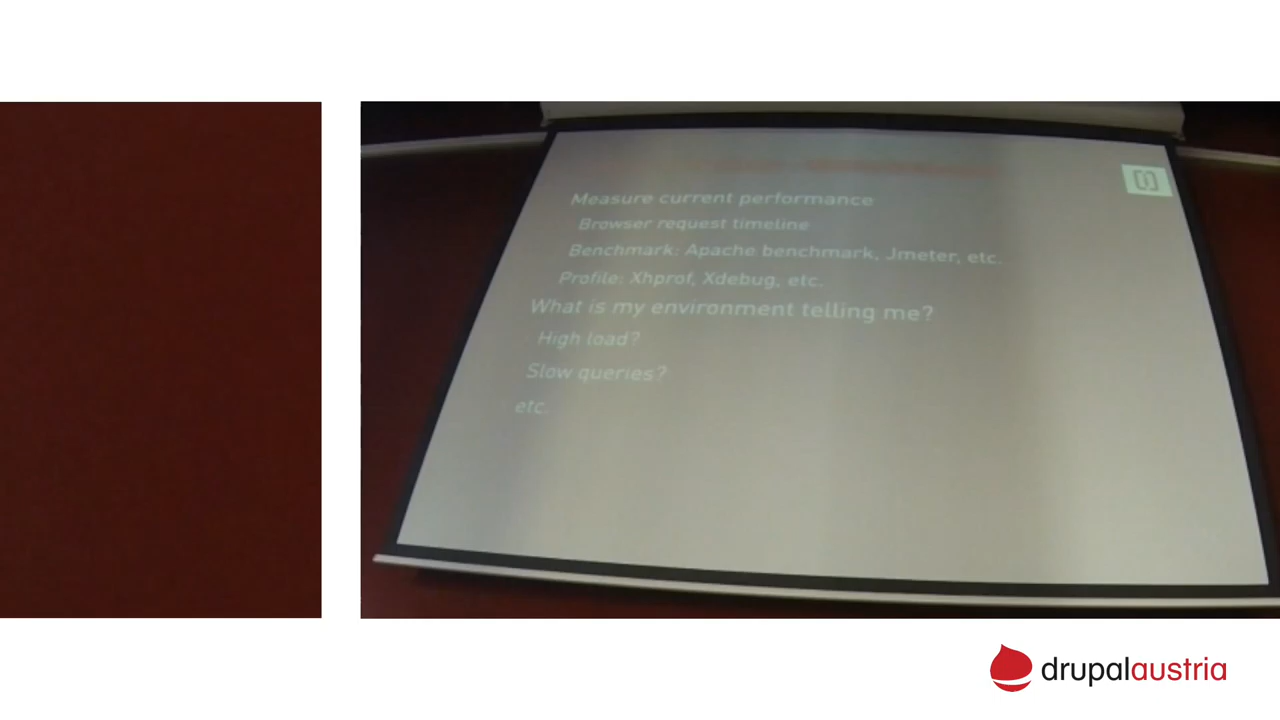 Measure current performance
Browser request timeline
Benchmark: Apache benchmark, Jmeter, etc.
Profile: Xhprof, Xdebug, etc.
What is my environment telling me?
High load?
Slow queries?
etc.
drupalaustria